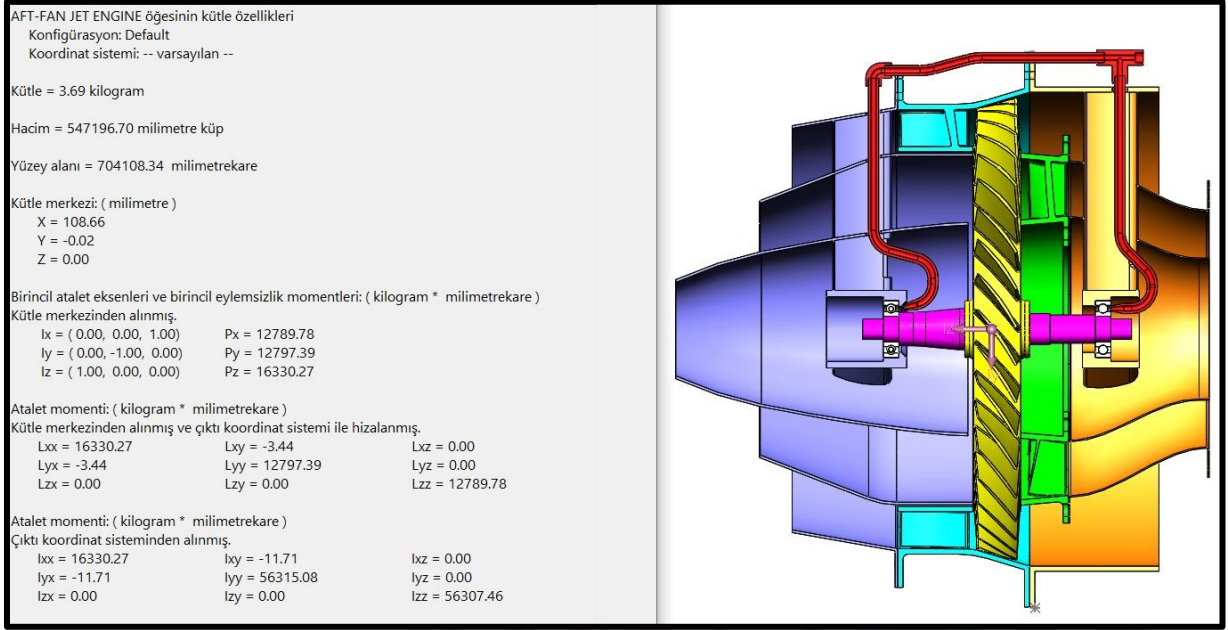 AFT-FAN JET ENGINE öğesinin kütle özellikleri
Konfigürasyon: Default
Koordinat sistemi: -- varsayılan --
Kütle = 3.69 kilogram
Hacim = 547196.70 milimetre küp
Yüzey alanı = 704108.34 milimetrekare
Kütle merkezi: ( milimetre )
X = 108.66
Y = -0.02
Z = 0.00
Birincil atalet eksenleri ve birincil eylemsizlik momentleri: ( kilogram * milimetrekare )
Kütle merkezinden alınmış.
Ix = ( 0.00, 0.00, 1.00) Px = 12789.78
Iy = ( 0.00, -1.00, 0.00) Py = 12797.39
Iz = ( 1.00, 0.00, 0.00) Pz = 16330.27
Atalet momenti: ( kilogram * milimetrekare )
Kütle merkezinden alınmış ve çıktı koordinat sistemi ile hizalanmış.
Lxx = 16330.27 Lxy = -3.44 Lxz = 0.00
Lyx = -3.44 Lyy = 12797.39 Lyz = 0.00
Lzx = 0.00 Lzy = 0.00 Lzz = 12789.78
Atalet momenti: ( kilogram * milimetrekare )
Çıktı koordinat sisteminden alınmış.
Ixx = 16330.27 Ixy = -11.71 Ixz = 0.00
Iyx = -11.71 Iyy = 56315.08 Iyz = 0.00
Izx = 0.00 Izy = 0.00 Izz = 56307.46